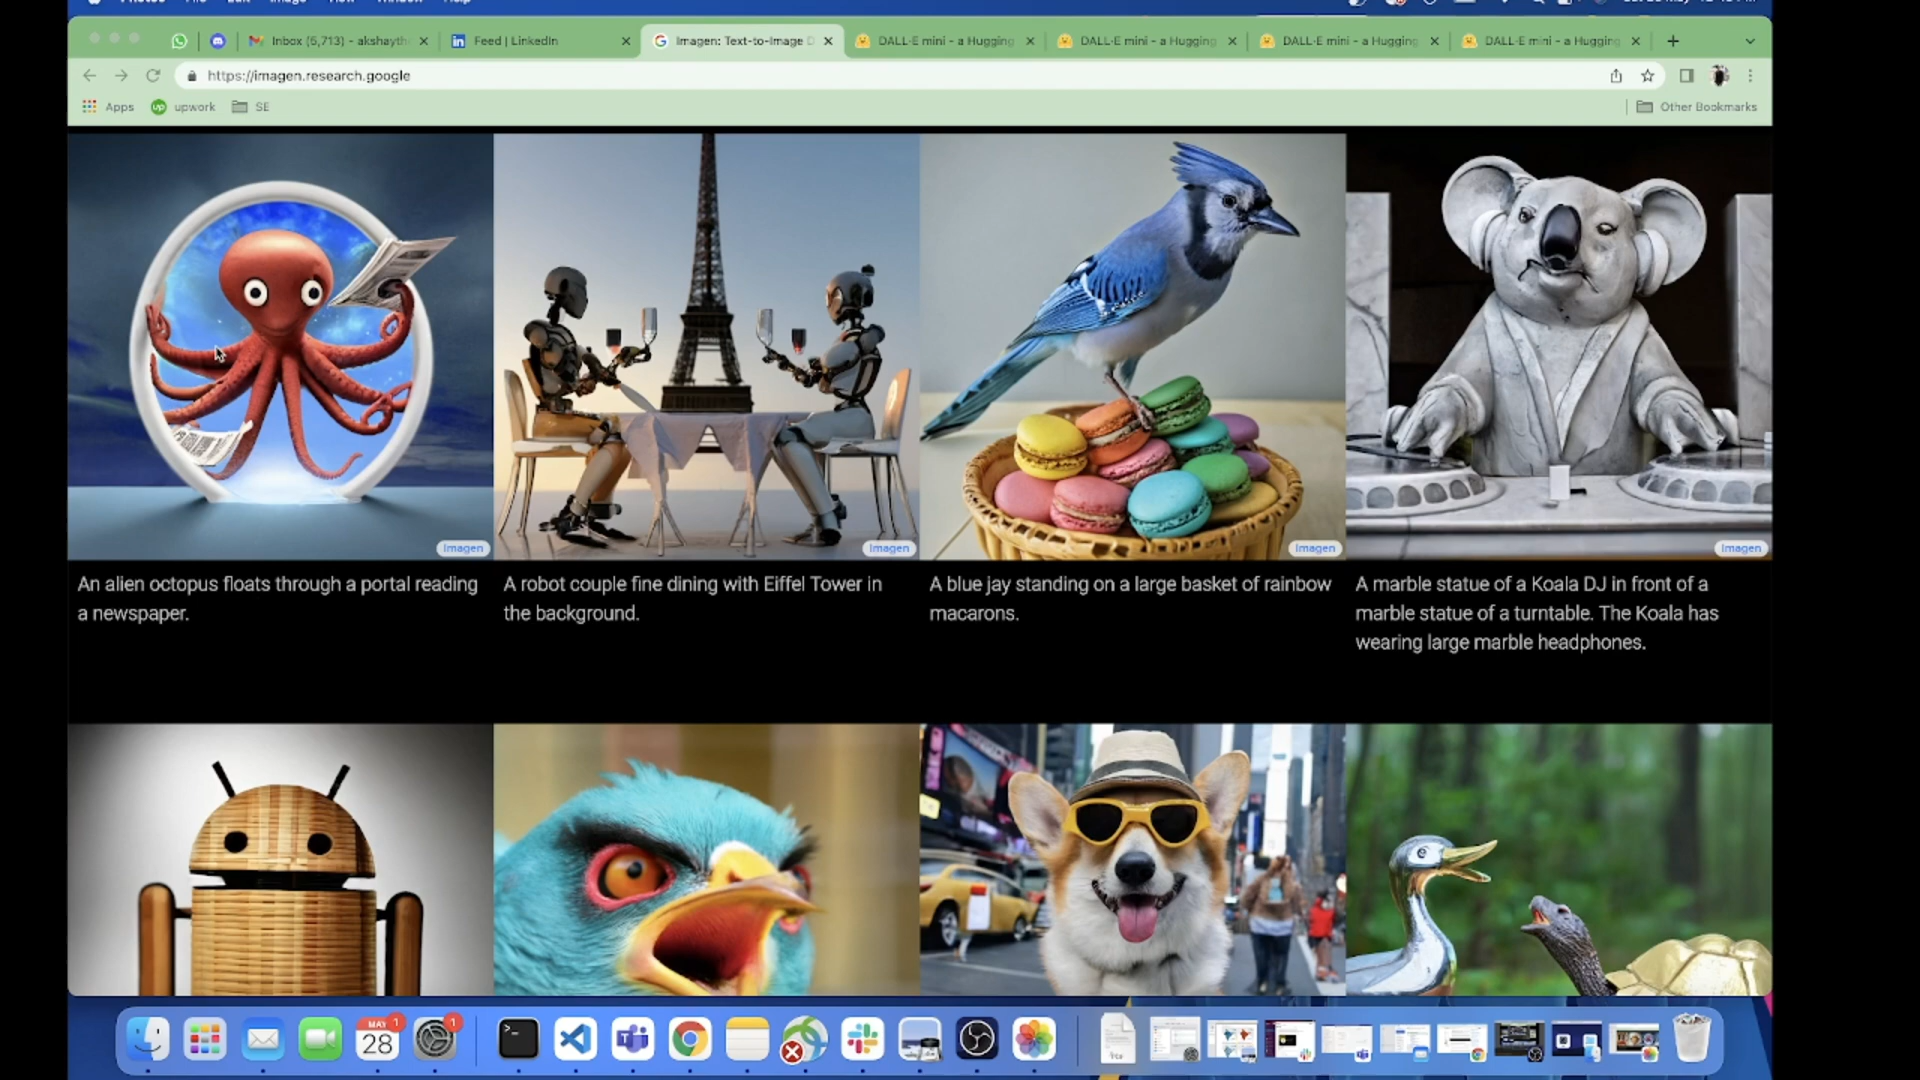 Inbox (5,713) - akshayth
Feed | LinkedIn
Imagen: Text-to-Image D
DALL·E mini - a Hugging
DALL·E mini - a Hugging
DALL·E mini - a Hugging
DALL·E mini - a Hugging
https://imagen.research.google
Apps
up upwork
SE
Other Bookmarks
Imagen
Imagen
Imagen
Imagen
An alien octopus floats through a portal reading
a newspaper.
A robot couple fine dining with Eiffel Tower in
the background.
A blue jay standing on a large basket of rainbow
macarons.
A marble statue of a Koala DJ in front of a
marble statue of a turntable. The Koala has
wearing large marble headphones.
MAY 1
28
1